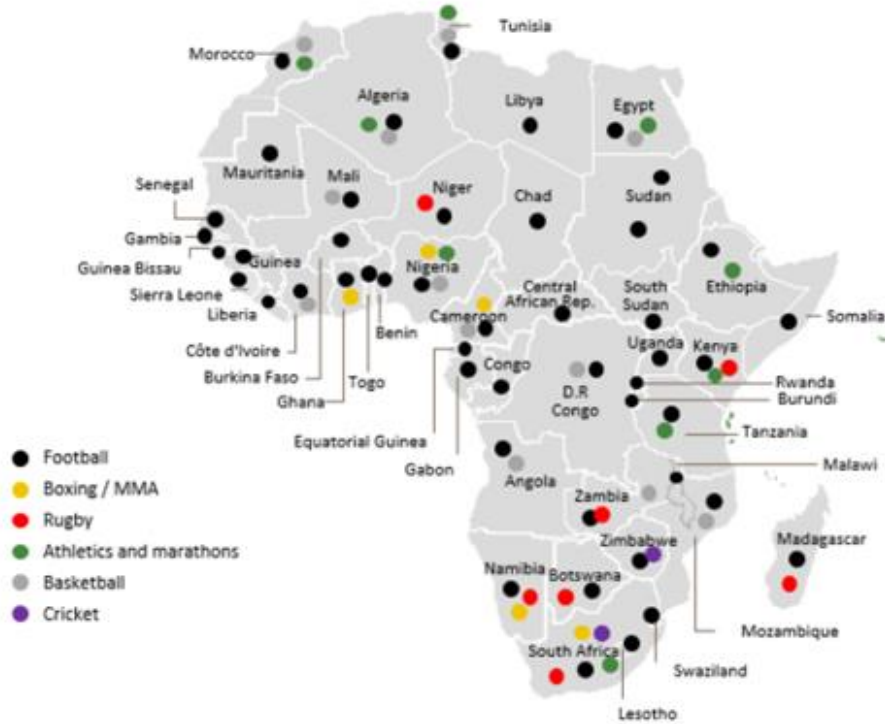 Tunisia
Morocco
Algeria
Libya
Egypt
Mauritania
Mali
Niger
Chad
Sudan
Senegal
Gambia
Guinea Bissau
Guinea
Sierra Leone
Liberia
Nigeria
Central
African Rep.
South
Sudan
Ethiopia
Somalia
Cameroon
Benin
Côte d'Ivoire
Burkina Faso
Togo
Ghana
Uganda
Kenya
Congo
Rwanda
D.R
Congo
Burundi
Equatorial Guinea
Tanzania
Gabon
Malawi
Football
Boxing / MMA
Rugby
Athletics and marathons
Basketball
Cricket
Angola
Zambia
Zimbabwe
Madagascar
Namibia
Botswana
Mozambique
South Africa
Swaziland
Lesotho